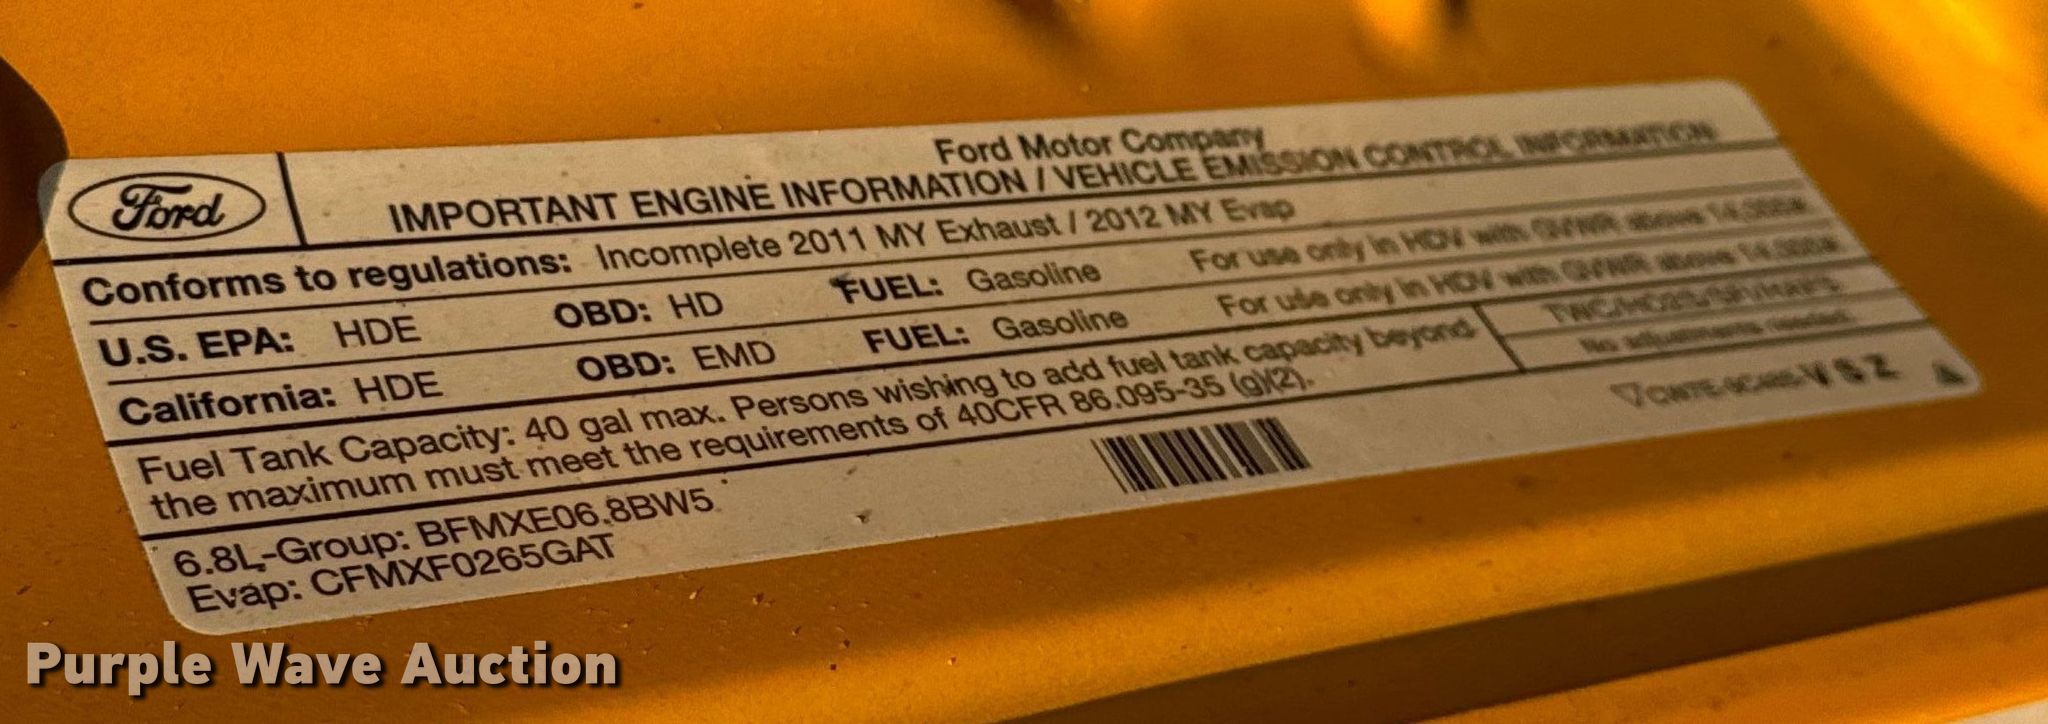 Ford
Ford Motor Company
IMPORTANT ENGINE INFORMATION / VEHICLE EMISSION CONTROL INFORMATION
Conforms to regulations: Incomplete 2011 MY Exhaust / 2012 MY Evap
U.S. EPA: HDE OBD: HD FUEL: Gasoline For use only in HDV with GVWR above 14,000#
California: HDE OBD: EMD FUEL: Gasoline For use only in HDV with GVWR above 14,000#
Fuel Tank Capacity: 40 gal max. Persons wishing to add fuel tank capacity beyond
the maximum must meet the requirements of 40CFR 86.095-35 (g)(2).
No adjustments needed.
6.8L-Group: BFMXE06.8BW5
Evap: CFMXF0265GAT
V S Z
Purple Wave Auction